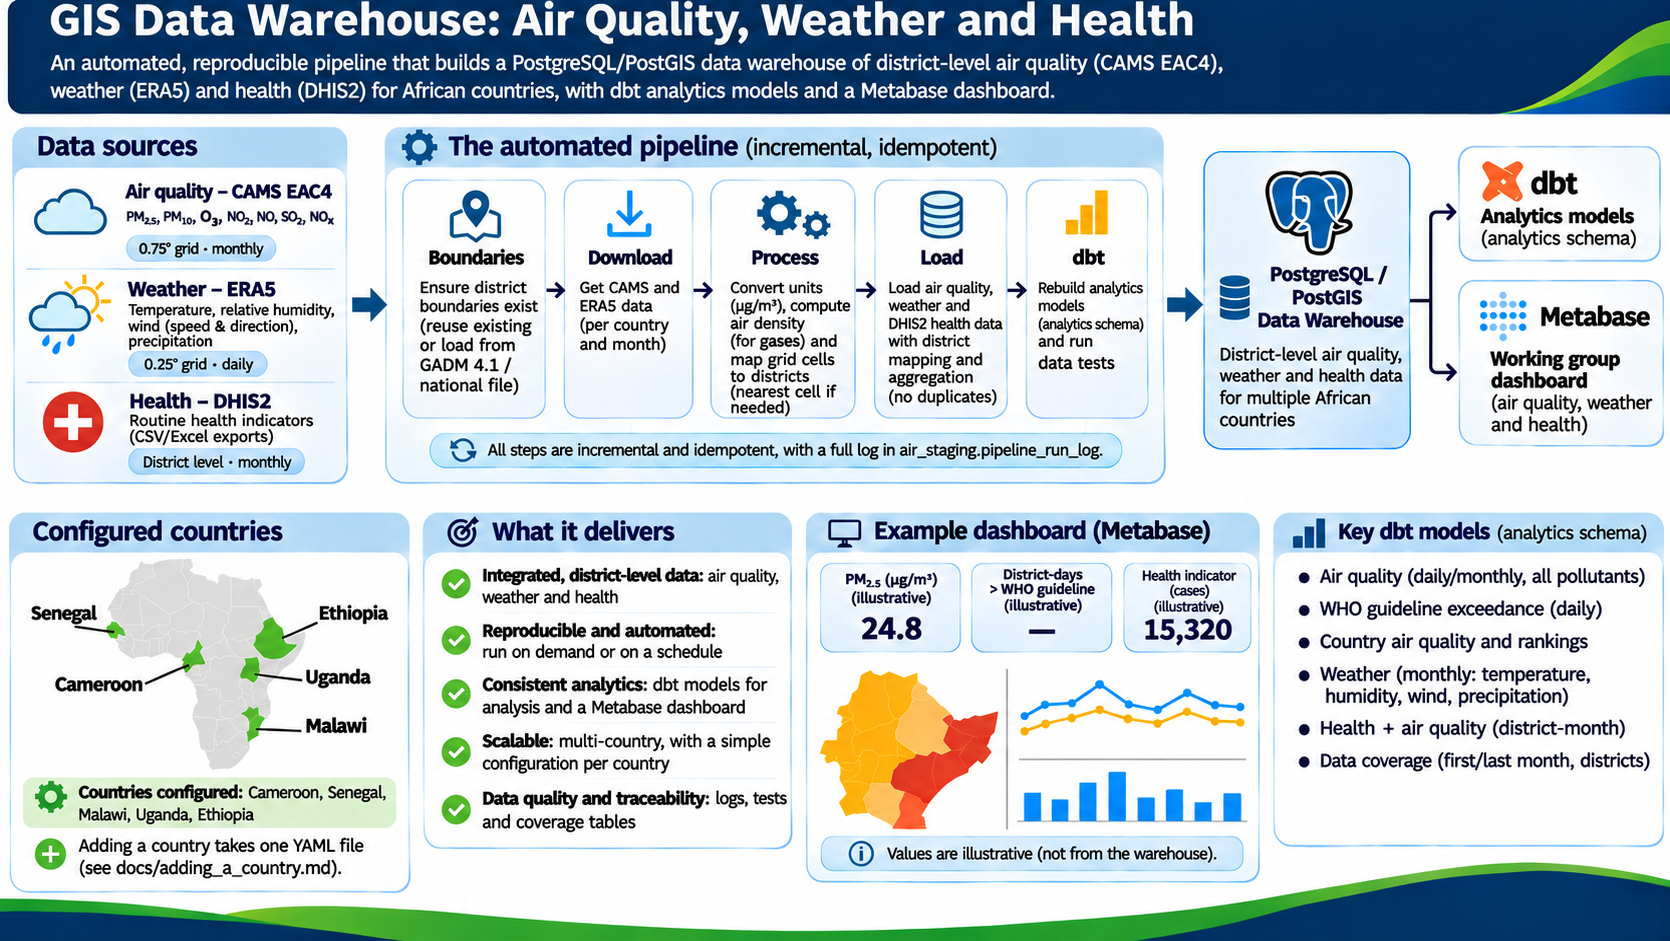 GIS Data Warehouse: Air Quality, Weather and Health
An automated, reproducible pipeline that builds a PostgreSQL/PostGIS data warehouse of district-level air quality (CAMS EAC4),
weather (ERA5) and health (DHIS2) for African countries, with dbt analytics models and a Metabase dashboard.
Data sources
Air quality – CAMS EAC4
PM₂.₅, PM₁₀, O₃, NO₂, NO, SO₂, NOₓ
0.75° grid • monthly
Weather – ERA5
Temperature, relative humidity,
wind (speed & direction),
precipitation
0.25° grid • daily
Health – DHIS2
Routine health indicators
(CSV/Excel exports)
District level • monthly
The automated pipeline (incremental, idempotent)
Boundaries
Ensure district
boundaries exist
(reuse existing
or load from
GADM 4.1 /
national file)
Download
Get CAMS and
ERA5 data
(per country
and month)
Process
Convert units
(µg/m³), compute
air density
(for gases) and
map grid cells
to districts
(nearest cell if
needed)
Load
Load air quality,
weather and
DHIS2 health data
with district
mapping and
aggregation
(no duplicates)
dbt
Rebuild analytics
models
(analytics schema)
and run
data tests
All steps are incremental and idempotent, with a full log in air_staging.pipeline_run_log.
PostgreSQL /
PostGIS
Data Warehouse
District-level air quality,
weather and health data
for multiple African
countries
dbt
Analytics models
(analytics schema)
Metabase
Working group
dashboard
(air quality, weather
and health)
Configured countries
Senegal
Ethiopia
Cameroon
Uganda
Malawi
Countries configured: Cameroon, Senegal,
Malawi, Uganda, Ethiopia
Adding a country takes one YAML file
(see docs/adding_a_country.md).
What it delivers
Integrated, district-level data: air quality,
weather and health
Reproducible and automated:
run on demand or on a schedule
Consistent analytics: dbt models for
analysis and a Metabase dashboard
Scalable: multi-country, with a simple
configuration per country
Data quality and traceability: logs, tests
and coverage tables
Example dashboard (Metabase)
PM₂.₅ (µg/m³)
(illustrative)
24.8
District-days
> WHO guideline
(illustrative)
—
Health indicator
(cases)
(illustrative)
15,320
Values are illustrative (not from the warehouse).
Key dbt models (analytics schema)
• Air quality (daily/monthly, all pollutants)
• WHO guideline exceedance (daily)
• Country air quality and rankings
• Weather (monthly: temperature,
humidity, wind, precipitation)
• Health + air quality (district-month)
• Data coverage (first/last month, districts)